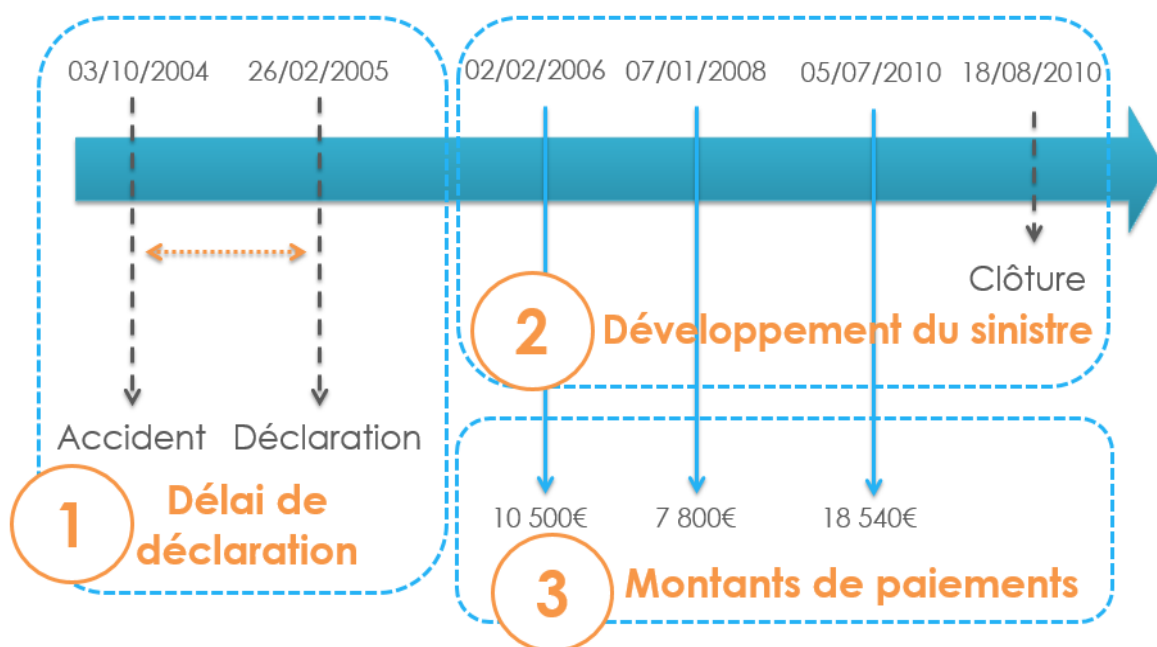 03/10/2004 26/02/2005 02/02/2006 07/01/2008 05/07/2010 18/08/2010
Clôture
2 Développement du sinistre
Accident Déclaration
1 Délai de
déclaration
10 500€ 7 800€ 18 540€
3 Montants de paiements